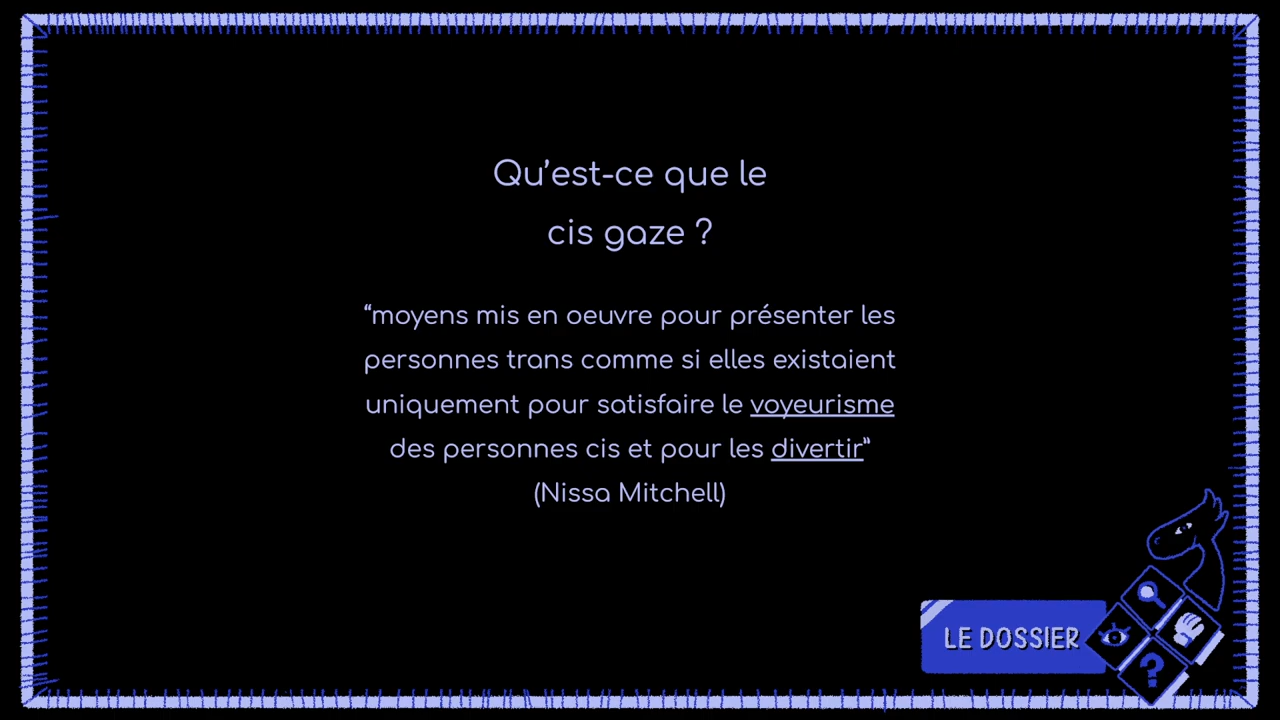 Qu’est-ce que le
cis gaze ?
“moyens mis en oeuvre pour présenter les
personnes trans comme si elles existaient
uniquement pour satisfaire le voyeurisme
des personnes cis et pour les divertir”
(Nissa Mitchell)
LE DOSSIER
?